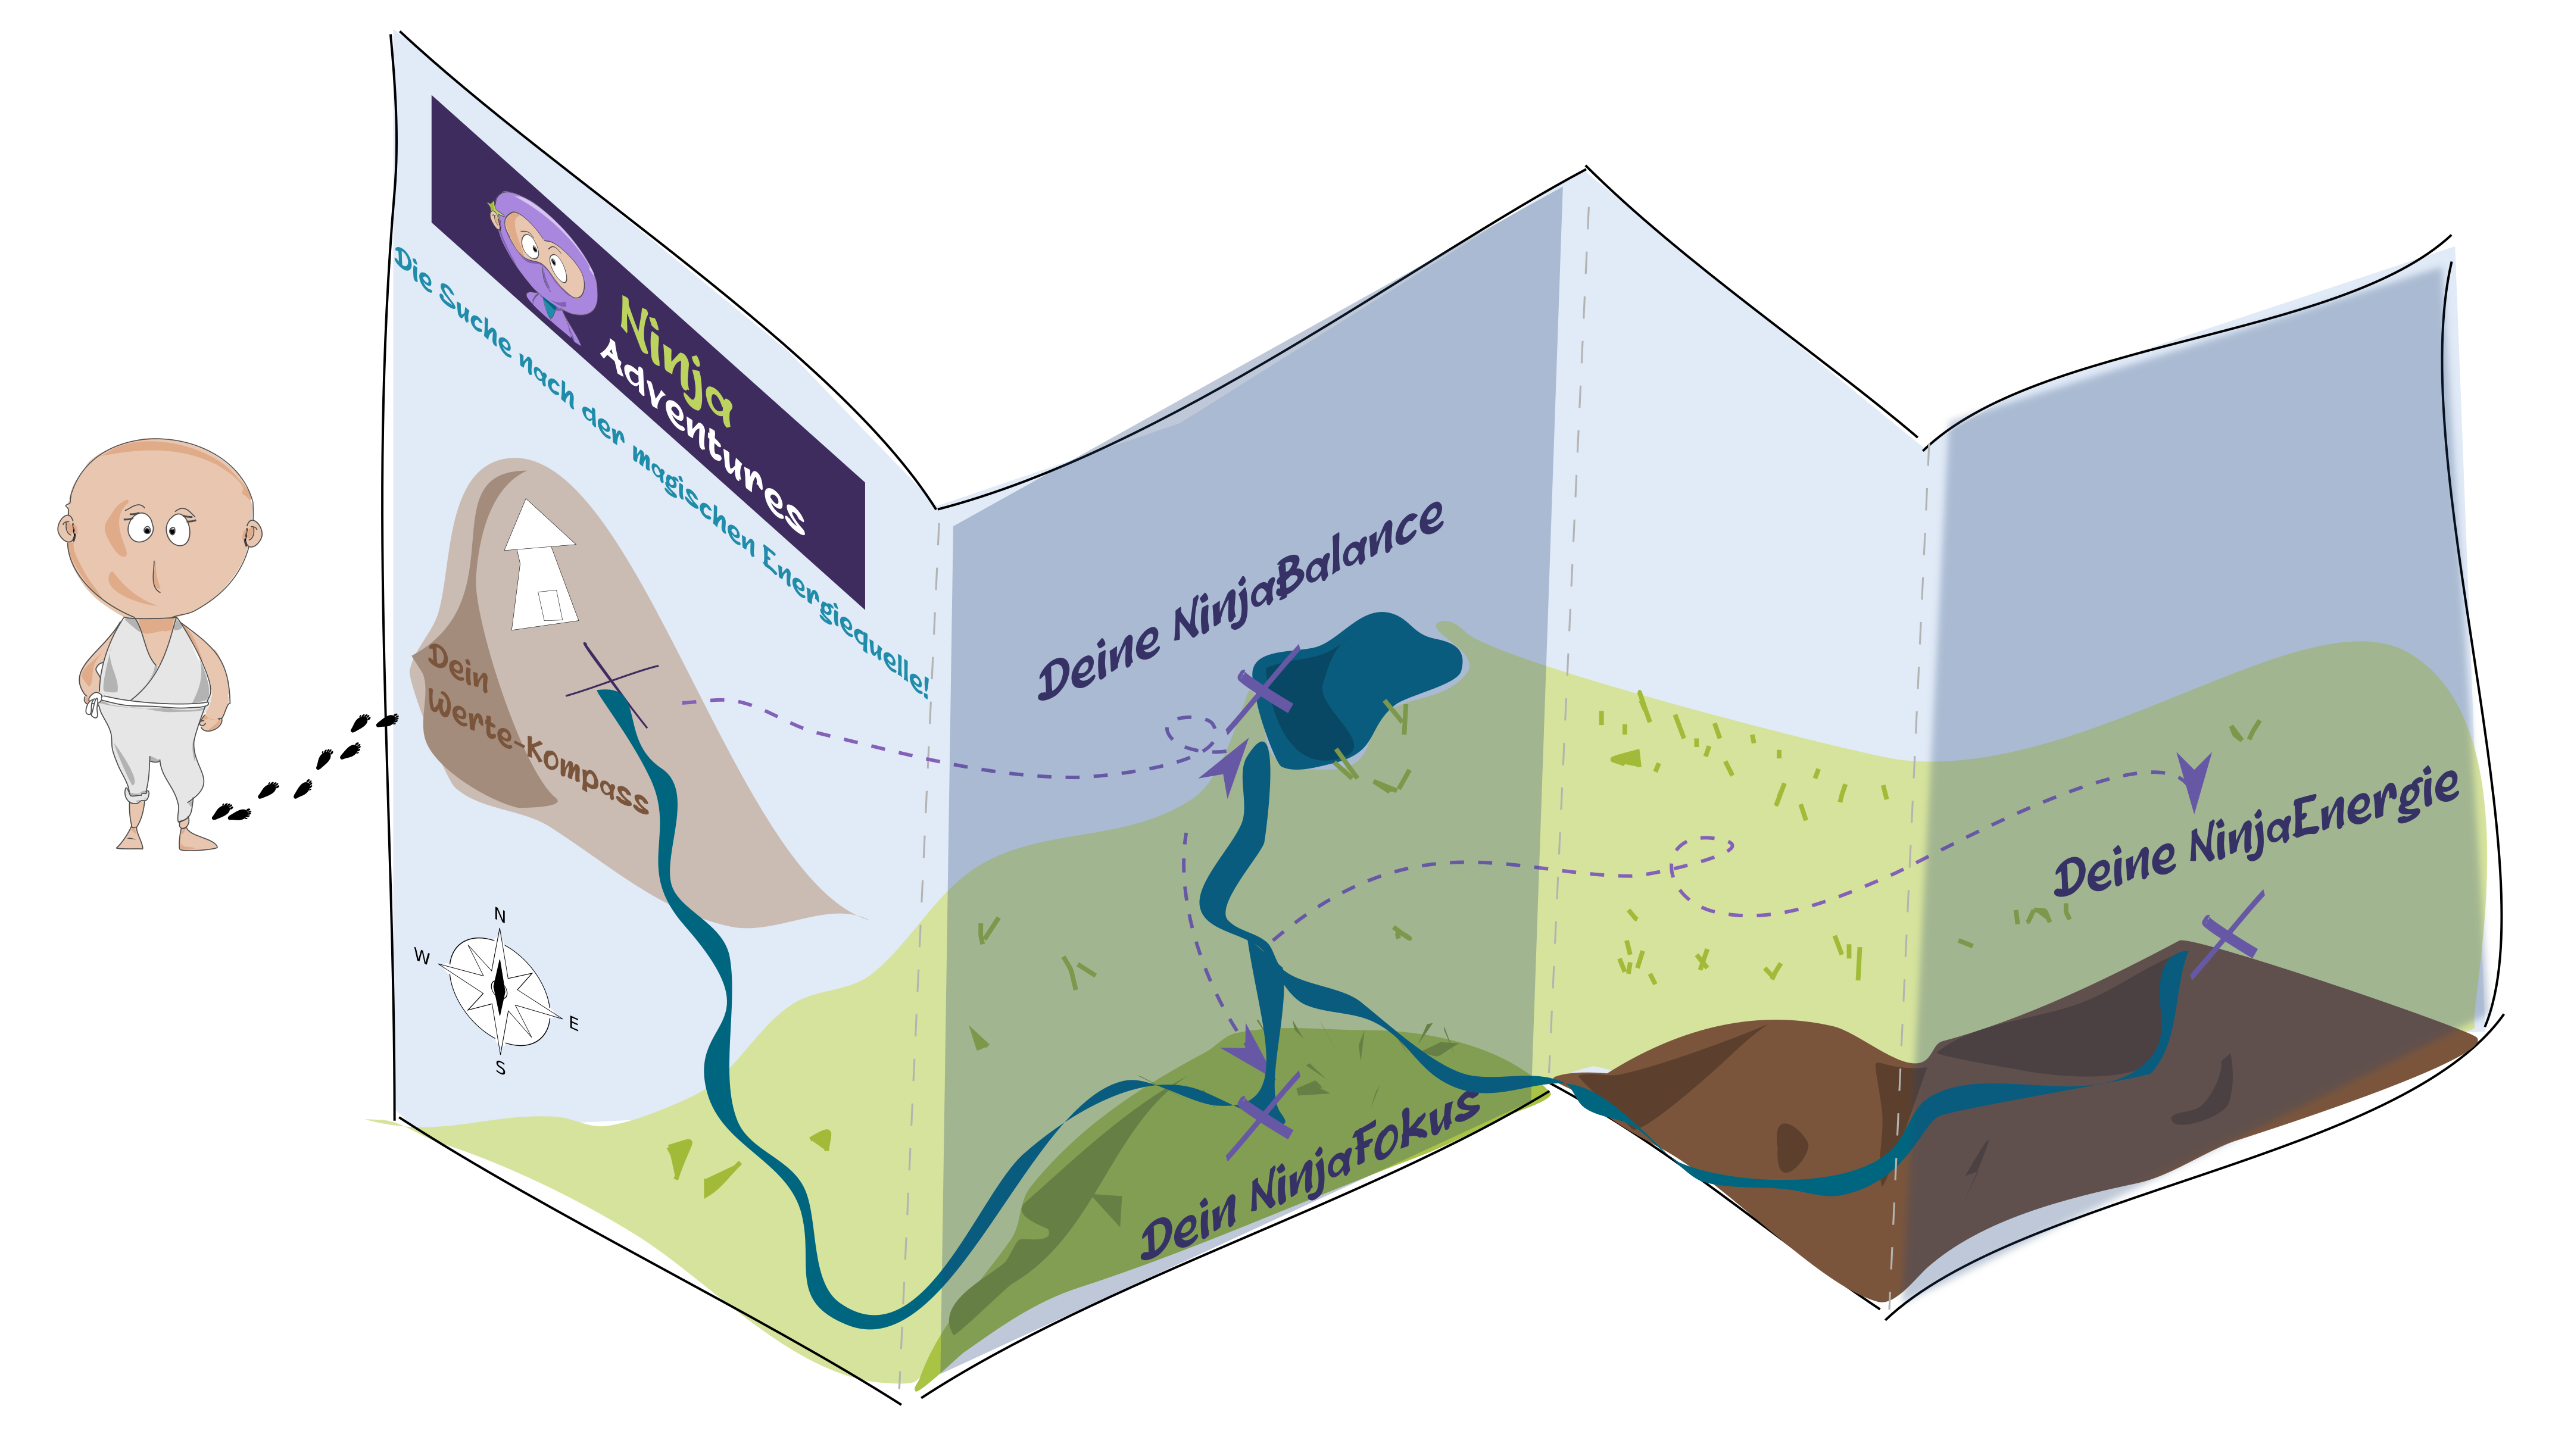 Ninja
Adventures
Die Suche nach der magischen Energiequelle!
Dein
Werte-Kompass
N
W
E
S
Deine NinjaBalance
Dein NinjaFokus
Deine NinjaEnergie